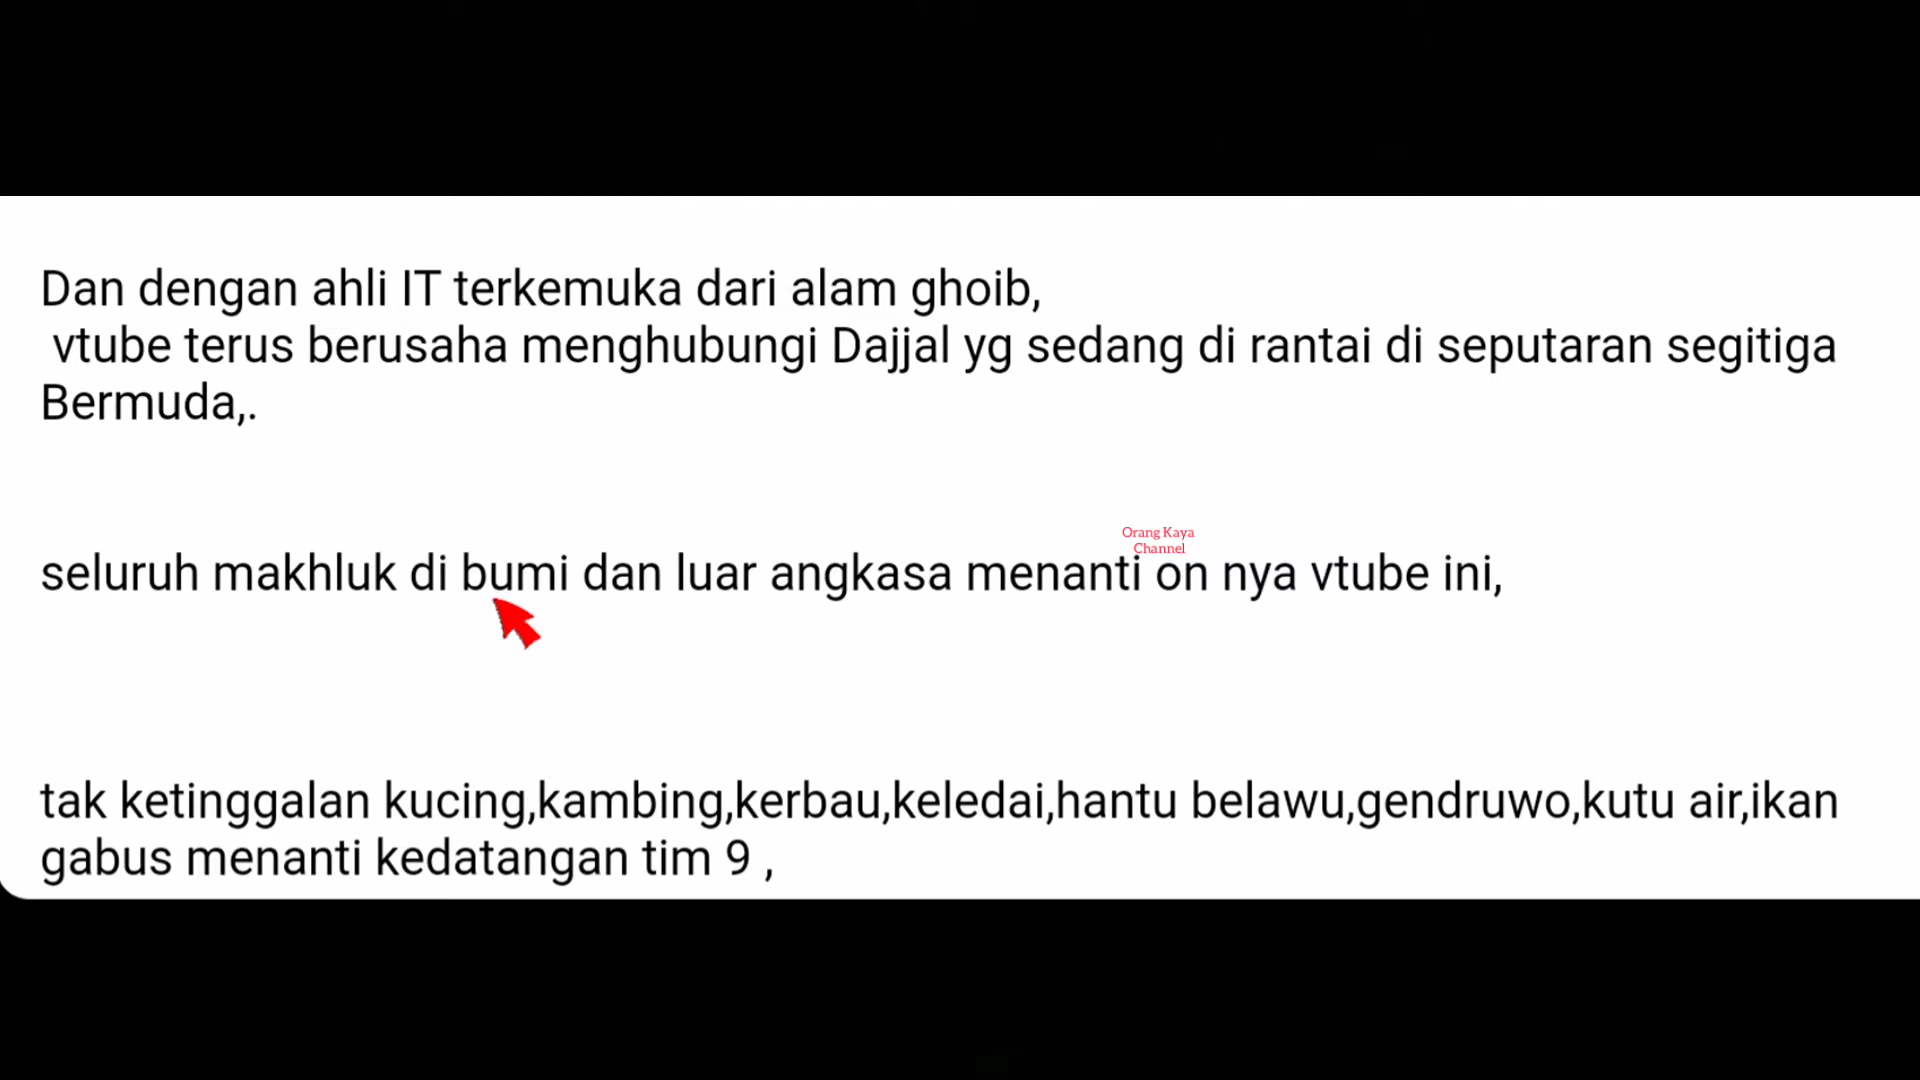 Dan dengan ahli IT terkemuka dari alam ghoib,
vtube terus berusaha menghubungi Dajjal yg sedang di rantai di seputaran segitiga
Bermuda,.
Orang Kaya
Channel
seluruh makhluk di bumi dan luar angkasa menanti on nya vtube ini,
tak ketinggalan kucing,kambing,kerbau,keledai,hantu belawu,gendruwo,kutu air,ikan
gabus menanti kedatangan tim 9 ,